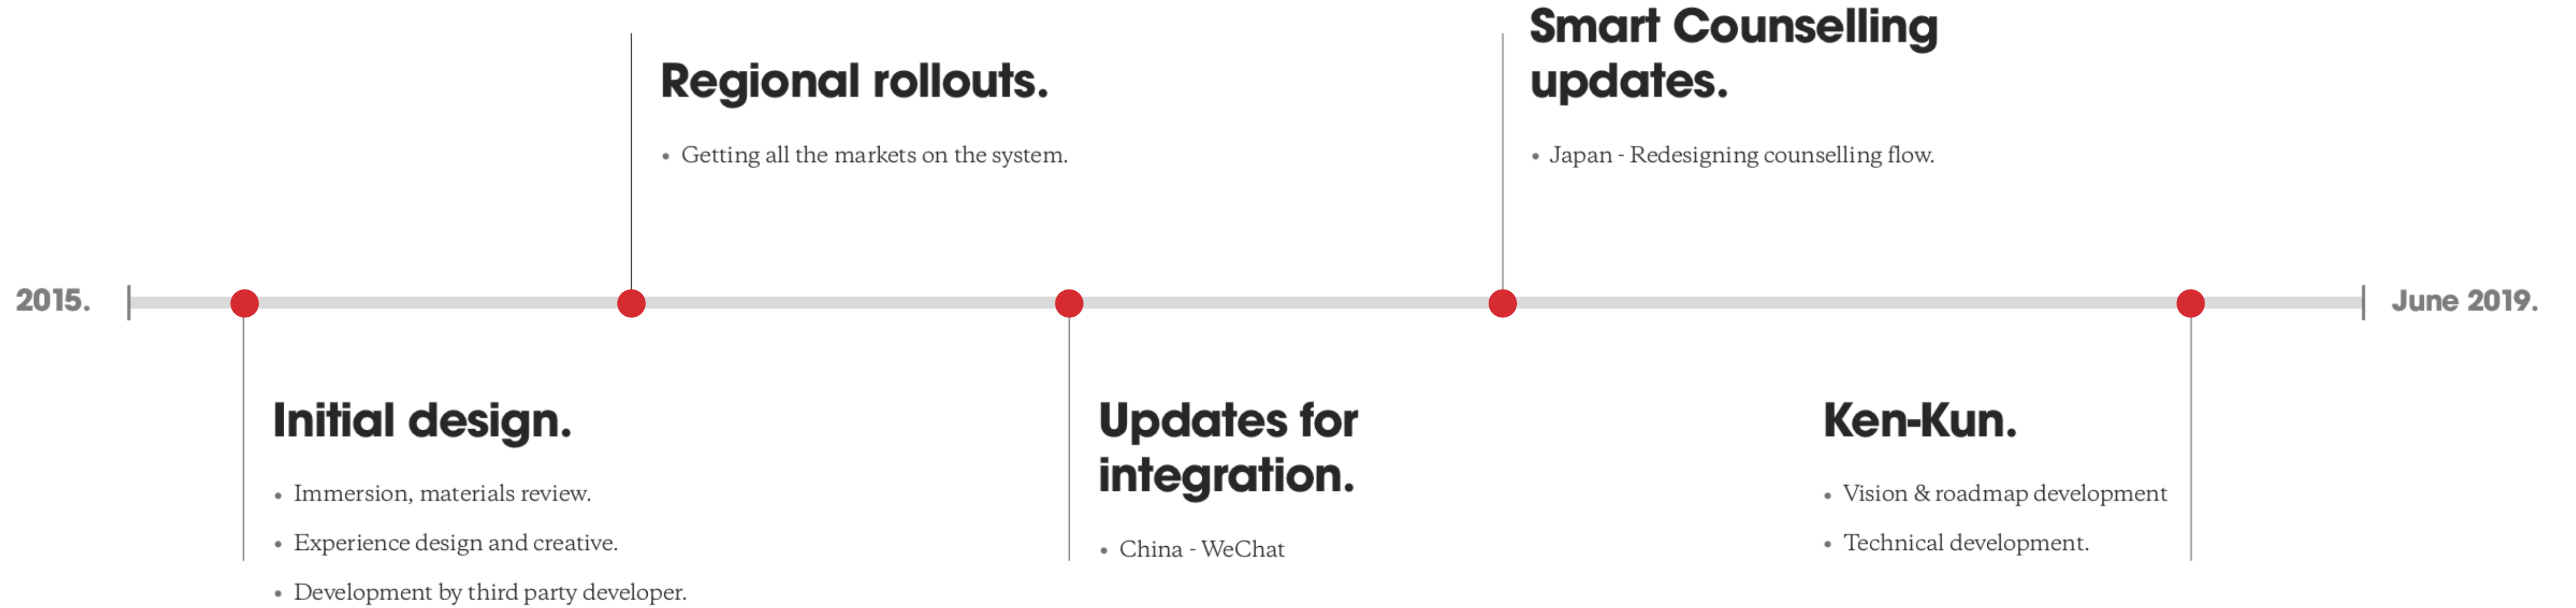 Smart Counselling
updates.
• Japan - Redesigning counselling flow.
Regional rollouts.
• Getting all the markets on the system.
2015.
June 2019.
Initial design.
• Immersion, materials review.
• Experience design and creative.
• Development by third party developer.
Updates for
integration.
• China - WeChat
Ken-Kun.
• Vision & roadmap development
• Technical development.